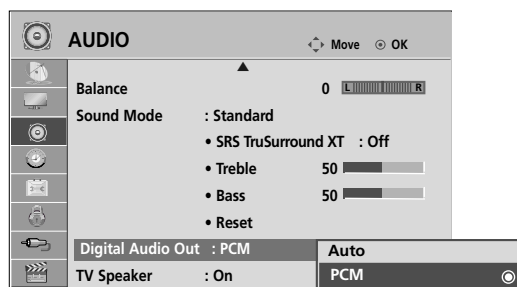 AUDIO Move OK
Balance 0 L R
Sound Mode : Standard
• SRS TruSurround XT : Off
• Treble 50
• Bass 50
• Reset
Digital Audio Out : PCM Auto
TV Speaker : On PCM